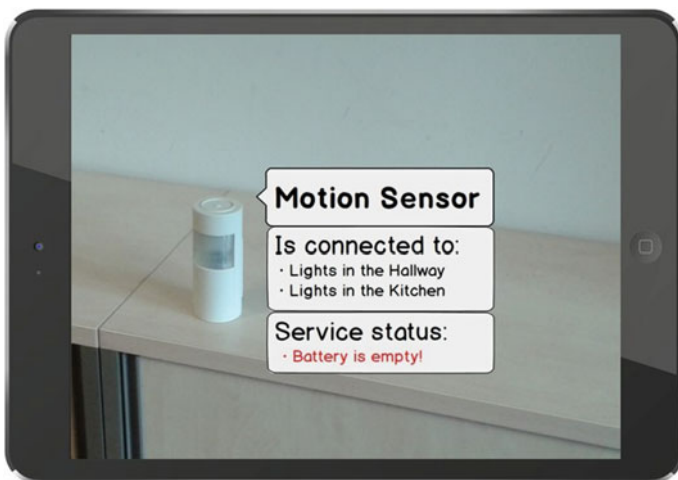 Motion Sensor
Is connected to:
· Lights in the Hallway
· Lights in the Kitchen
Service status:
· Battery is empty!